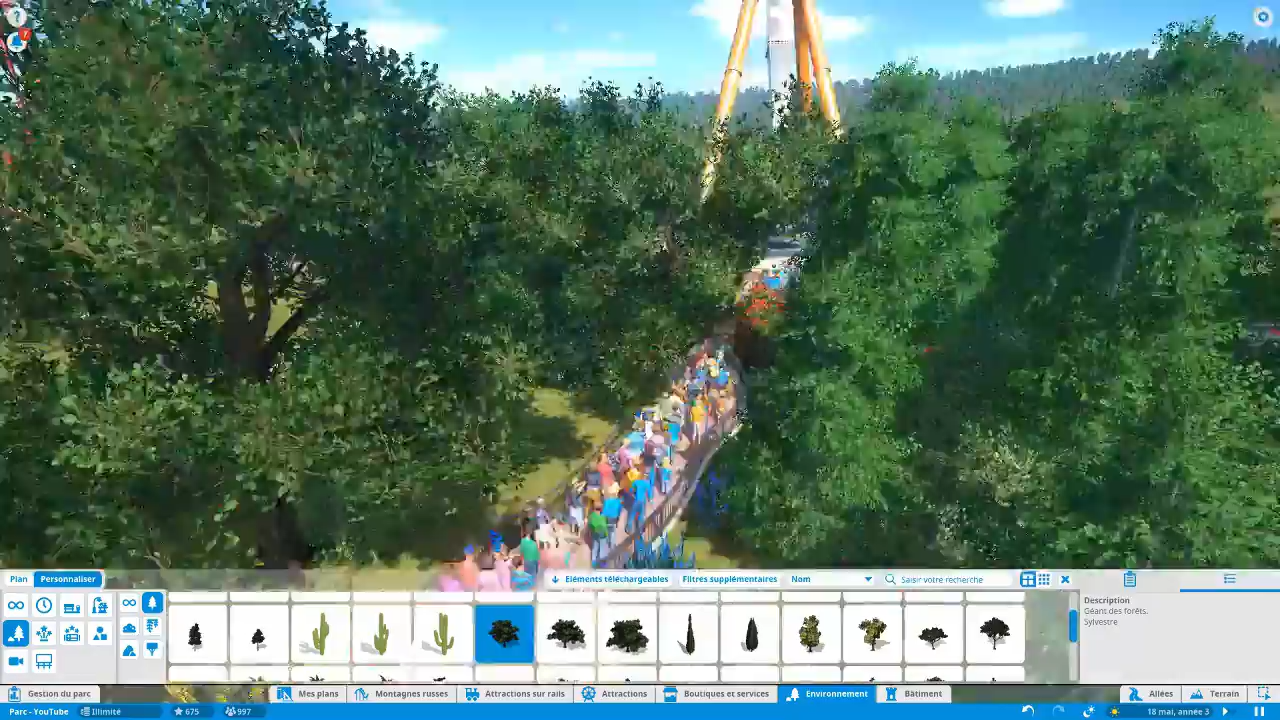 ?
7
Plan
Personnaliser
Eléments téléchargeables
Filtres supplémentaires
Nom
Saisir votre recherche
Description
Géant des forêts.
Sylvestre
Gestion du parc
Mes plans
Montagnes russes
Attractions sur rails
Attractions
Boutiques et services
Environnement
Bâtiment
Allées
Terrain
Parc - YouTube
Illimité
675
997
18 mai, année 3